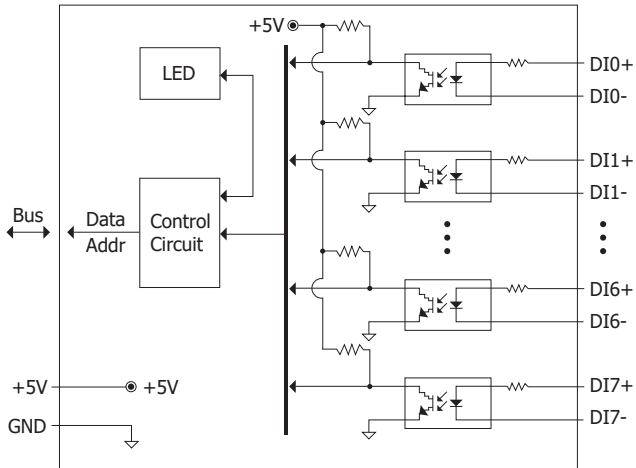 +5V
LED
DI0+
DI0-
DI1+
DI1-
Bus
Data
Addr
Control
Circuit
DI6+
DI6-
+5V
+5V
DI7+
DI7-
GND